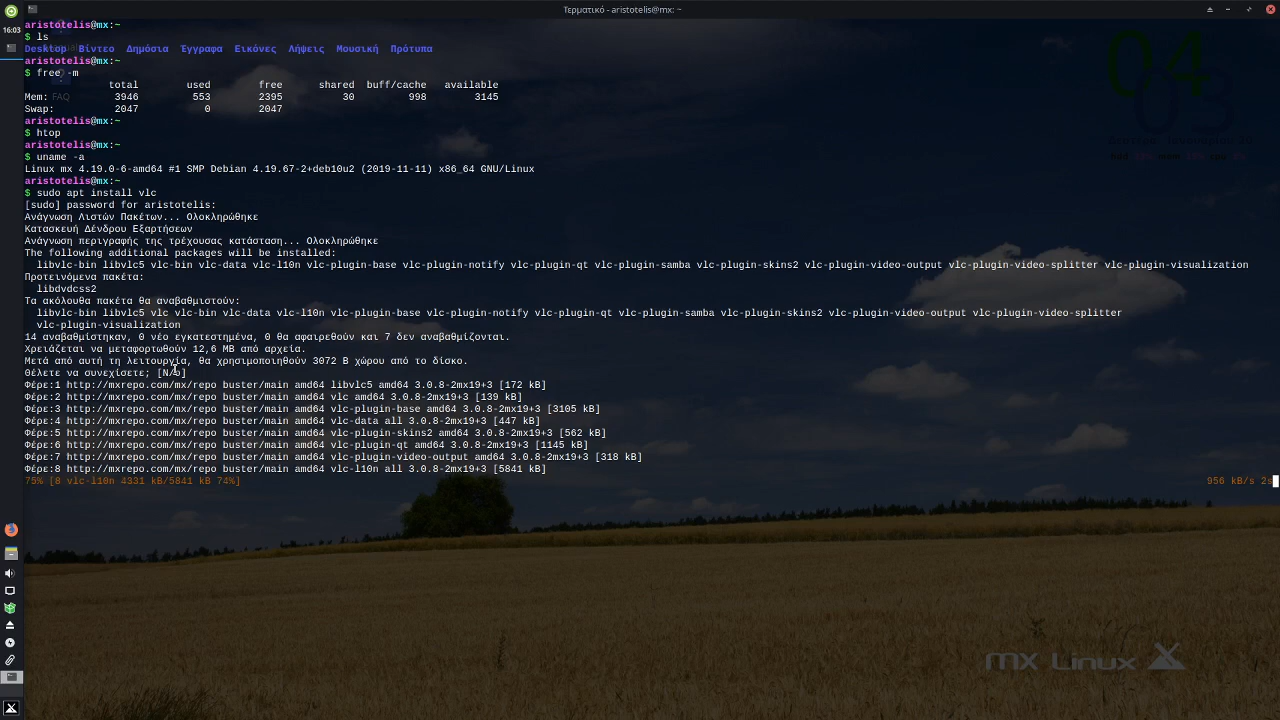 Τερματικό - aristotelis@mx: ~
16:03
aristotelis@mx:~
$ ls
Desktop Βίντεο Δημόσια Έγγραφα Εικόνες Λήψεις Μουσική Πρότυπα
aristotelis@mx:~
$ free -m
total used free shared buff/cache available
Mem: 3946 553 2395 30 998 3145
FAQ
Swap: 2047 0 2047
aristotelis@mx:~
$ htop
aristotelis@mx:~
$ uname -a
Linux mx 4.19.0-6-amd64 #1 SMP Debian 4.19.67-2+deb10u2 (2019-11-11) x86_64 GNU/Linux
aristotelis@mx:~
$ sudo apt install vlc
[sudo] password for aristotelis:
Ανάγνωση Λιστών Πακέτων... Ολοκληρώθηκε
Κατασκευή Δένδρου Εξαρτήσεων
Ανάγνωση περιγραφής της τρέχουσας κατάσταση... Ολοκληρώθηκε
The following additional packages will be installed:
libvlc-bin libvlc5 vlc-bin vlc-data vlc-l10n vlc-plugin-base vlc-plugin-notify vlc-plugin-qt vlc-plugin-samba vlc-plugin-skins2 vlc-plugin-video-output vlc-plugin-video-splitter vlc-plugin-visualization
Προτεινόμενα πακέτα:
libdvdcss2
Τα ακόλουθα πακέτα θα αναβαθμιστούν:
libvlc-bin libvlc5 vlc vlc-bin vlc-data vlc-l10n vlc-plugin-base vlc-plugin-notify vlc-plugin-qt vlc-plugin-samba vlc-plugin-skins2 vlc-plugin-video-output vlc-plugin-video-splitter
vlc-plugin-visualization
14 αναβαθμίστηκαν, 0 νέο εγκατεστημένα, 0 θα αφαιρεθούν και 7 δεν αναβαθμίζονται.
Χρειάζεται να μεταφορτωθούν 12,6 MB από αρχεία.
Μετά από αυτή τη λειτουργία, θα χρησιμοποιηθούν 3072 B χώρου από το δίσκο.
Θέλετε να συνεχίσετε;
Φέρε:1 http://mxrepo.com/mx/repo buster/main amd64 libvlc5 amd64 3.0.8-2mx19+3 [172 kB]
Φέρε:2 http://mxrepo.com/mx/repo buster/main amd64 vlc amd64 3.0.8-2mx19+3 [139 kB]
Φέρε:3 http://mxrepo.com/mx/repo buster/main amd64 vlc-plugin-base amd64 3.0.8-2mx19+3 [3105 kB]
Φέρε:4 http://mxrepo.com/mx/repo buster/main amd64 vlc-data all 3.0.8-2mx19+3 [447 kB]
Φέρε:5 http://mxrepo.com/mx/repo buster/main amd64 vlc-plugin-skins2 amd64 3.0.8-2mx19+3 [562 kB]
Φέρε:6 http://mxrepo.com/mx/repo buster/main amd64 vlc-plugin-qt amd64 3.0.8-2mx19+3 [1145 kB]
Φέρε:7 http://mxrepo.com/mx/repo buster/main amd64 vlc-plugin-video-output amd64 3.0.8-2mx19+3 [318 kB]
Φέρε:8 http://mxrepo.com/mx/repo buster/main amd64 vlc-l10n all 3.0.8-2mx19+3 [5841 kB]
75% [8 vlc-l10n 4331 kB/5841 kB 74%] 956 kB/s 2s
04
03
mx Linux